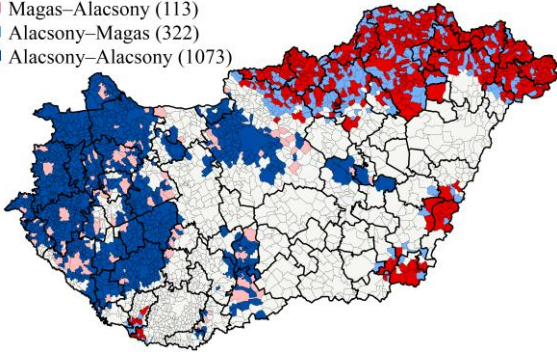 Magas–Alacsony (113)
Alacsony–Magas (322)
Alacsony–Alacsony (1073)